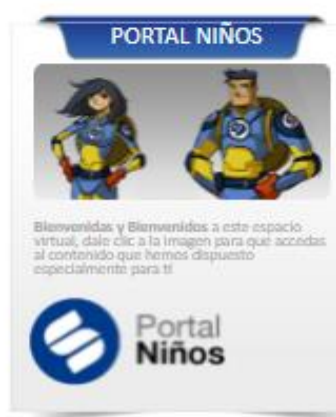 PORTAL NIÑOS
Bienvenidas y Bienvenidos a este espacio
virtual, dale clic a la imagen para que accedas
al contenido que hemos dispuesto
especialmente para ti
Portal
Niños